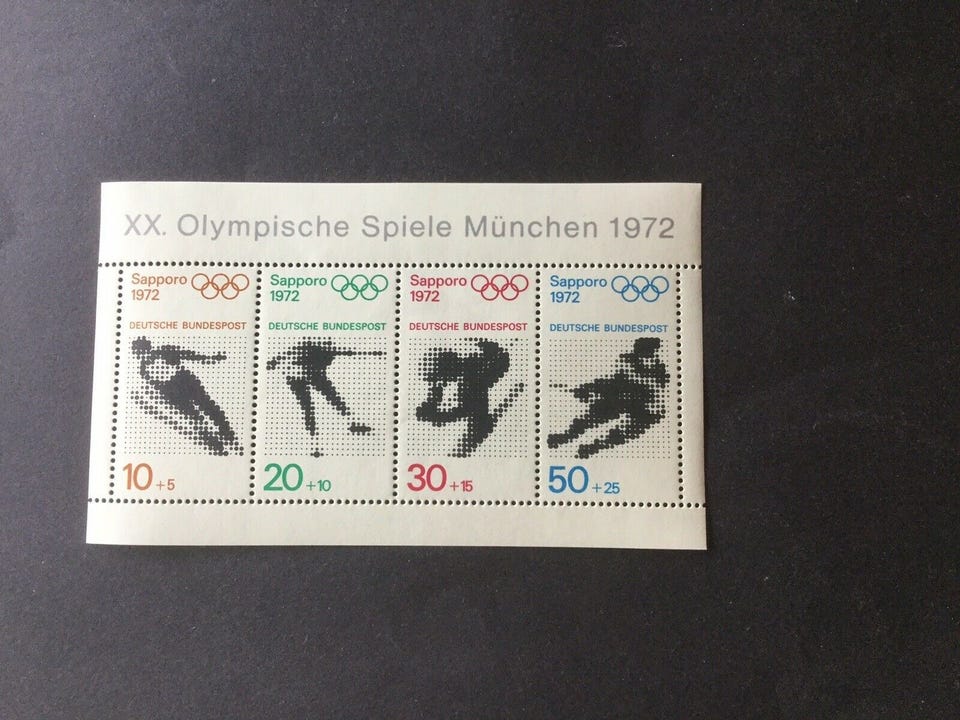 XX. Olympische Spiele München 1972
Sapporo
1972
DEUTSCHE BUNDESPOST
10 +5
Sapporo
1972
DEUTSCHE BUNDESPOST
20 +10
Sapporo
1972
DEUTSCHE BUNDESPOST
30 +15
Sapporo
1972
DEUTSCHE BUNDESPOST
50 +25